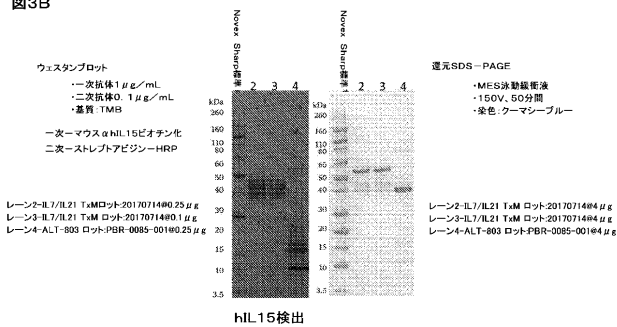 図3B
ウェスタンブロット
・一次抗体1μg/mL
・二次抗体0.1μg/mL
・基質:TMB
一次-マウスαhIL15ビオチン化
二次-ストレプトアビジン-HRP
レーン2-IL7/IL21 TxMロット:20170714@0.25μg
レーン3-IL7/IL21 TxM ロット:20170714@0.1μg
レーン4-ALT-803 ロット:PBR-0085-001@0.25μg
Novex Sharp標準
2 3 4
kDa
260
160
110
80
60
50
40
30
20
15
10
3.5
hIL15検出
Novex Sharp標準
2 3 4
kDa
260
160
110
80
60
50
40
30
20
15
10
3.5
還元SDS-PAGE
・MES泳動緩衝液
・150V、50分間
・染色:クーマシーブルー
レーン2-IL7/IL21 TxM ロット:20170714@4μg
レーン3-IL7/IL21 TxM ロット:20170714@4μg
レーン4-ALT-803 ロット:PBR-0085-001@4μg